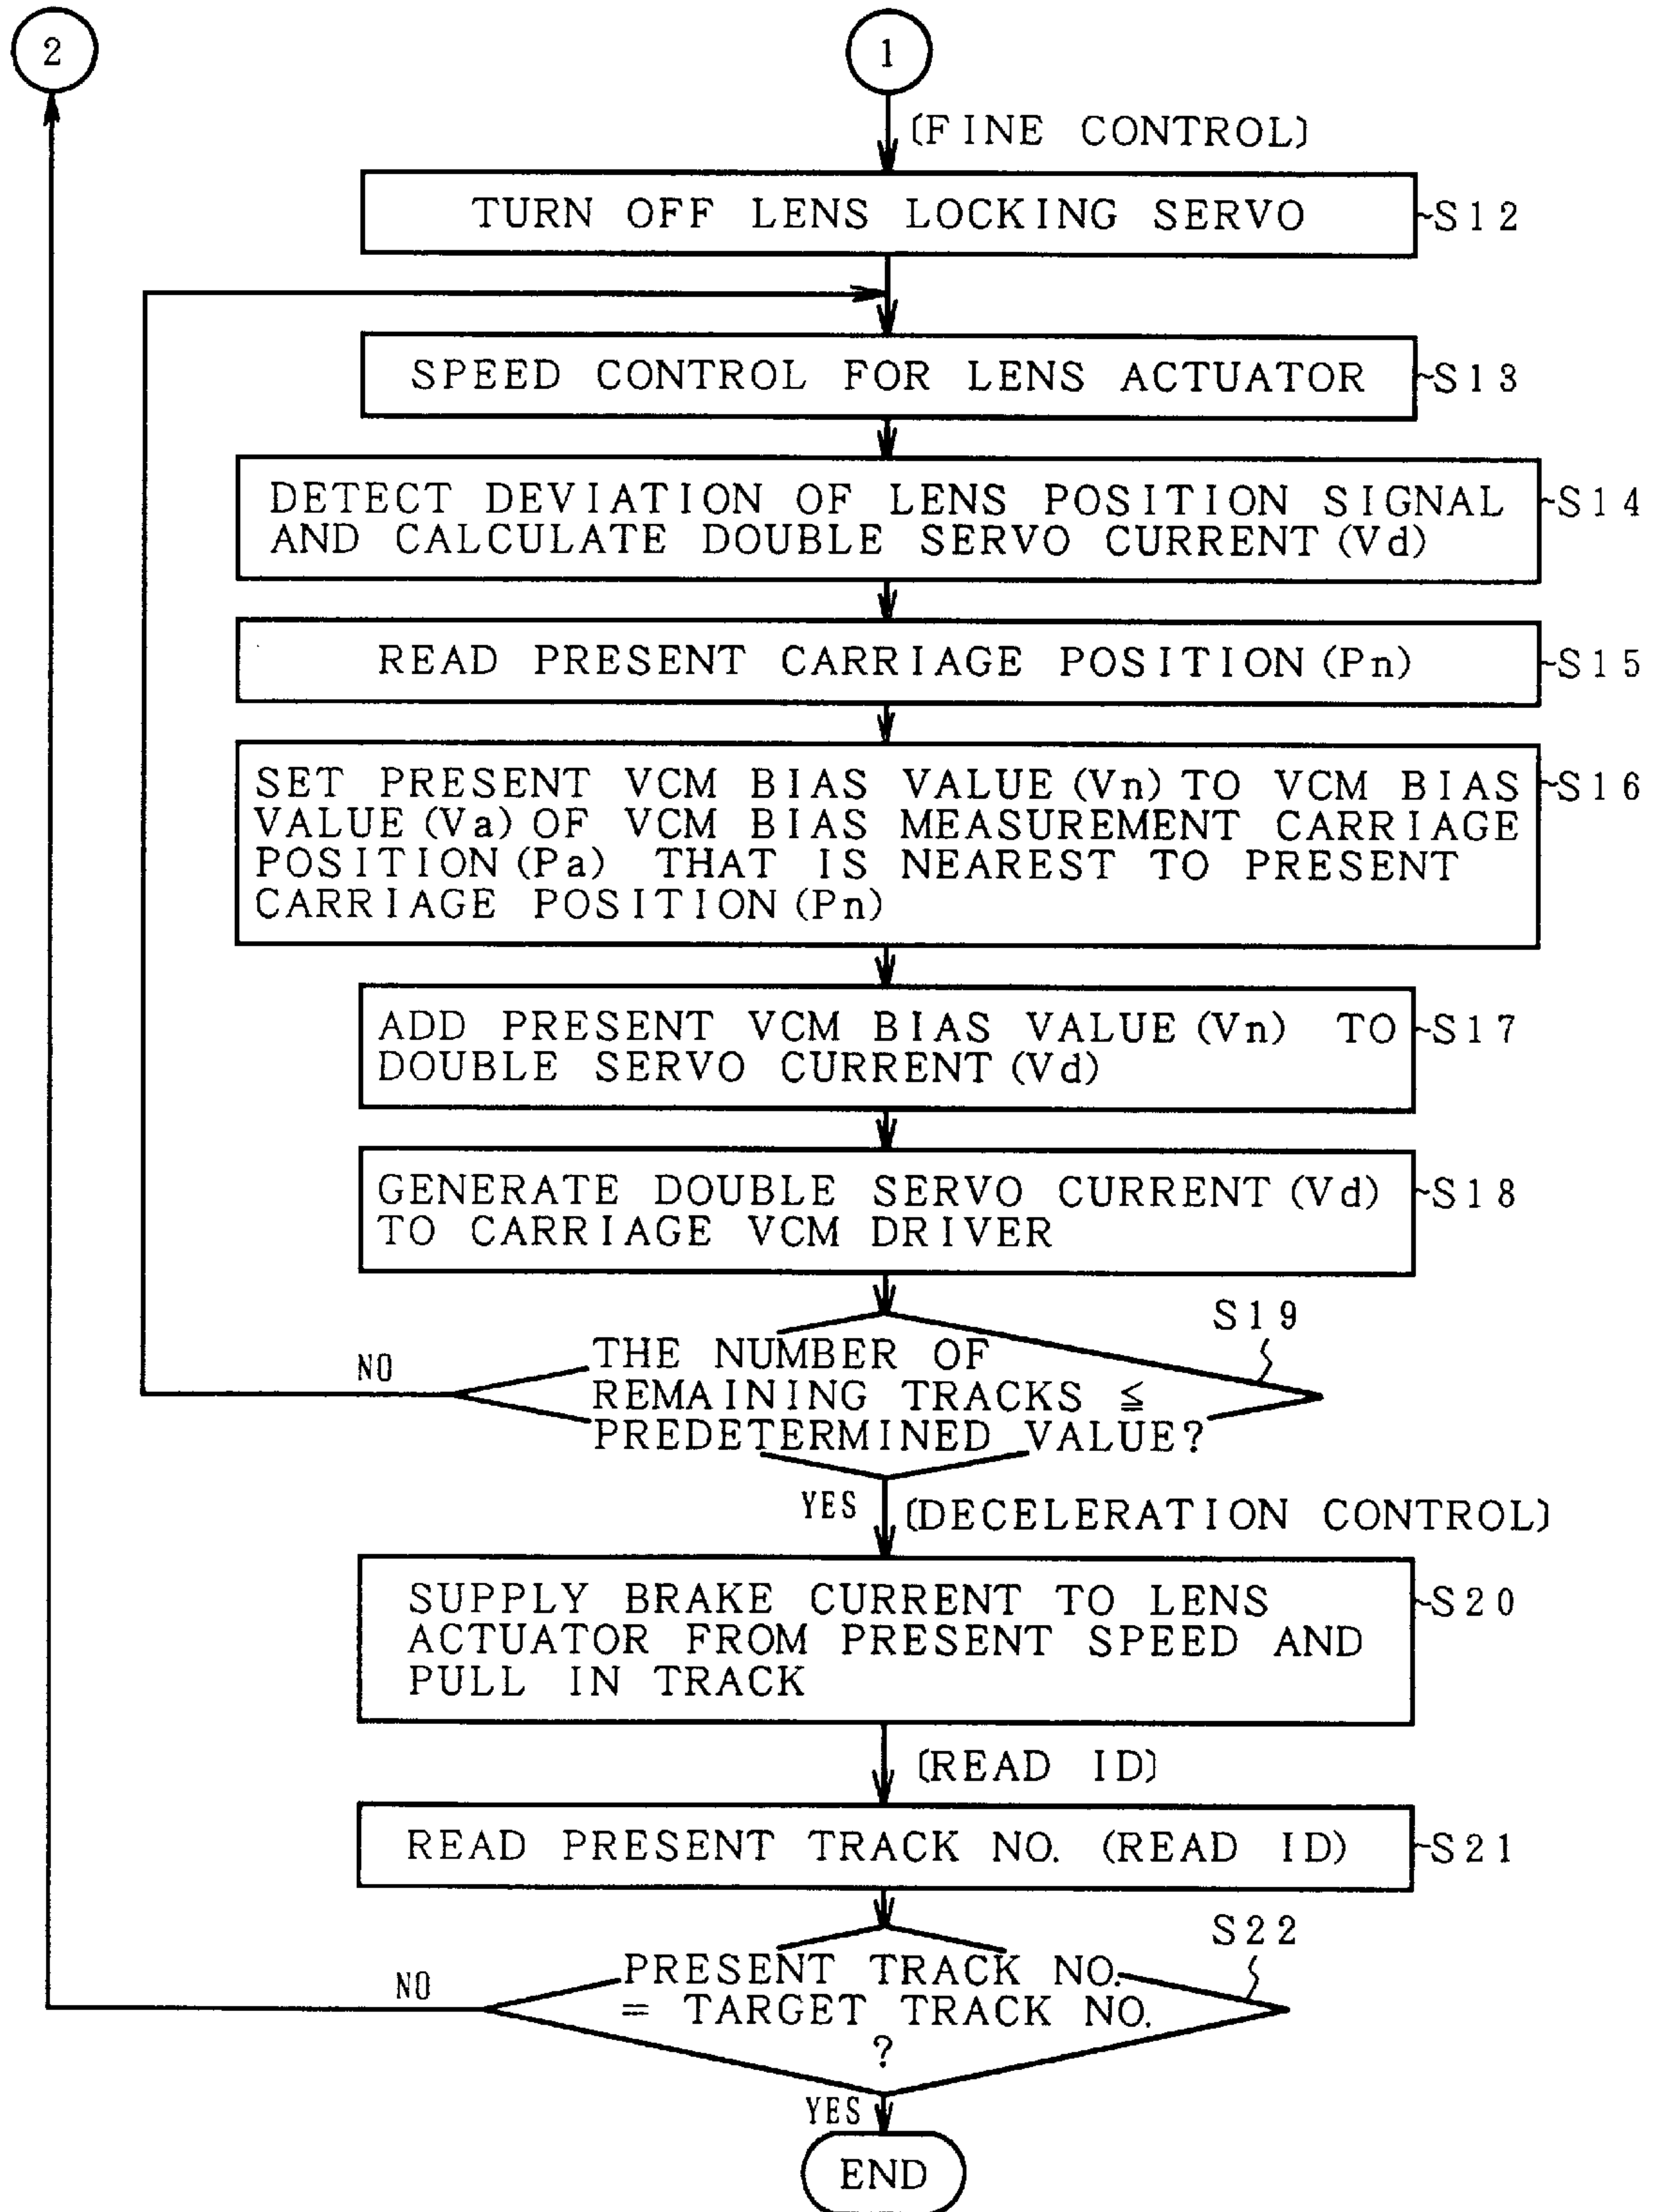 2
1
(FINE CONTROL)
TURN OFF LENS LOCKING SERVO
S12
SPEED CONTROL FOR LENS ACTUATOR
S13
DETECT DEVIATION OF LENS POSITION SIGNAL
AND CALCULATE DOUBLE SERVO CURRENT (Vd)
S14
READ PRESENT CARRIAGE POSITION (Pn)
S15
SET PRESENT VCM BIAS VALUE (Vn) TO VCM BIAS
VALUE (Va) OF VCM BIAS MEASUREMENT CARRIAGE
POSITION (Pa) THAT IS NEAREST TO PRESENT
CARRIAGE POSITION (Pn)
S16
ADD PRESENT VCM BIAS VALUE (Vn) TO
DOUBLE SERVO CURRENT (Vd)
S17
GENERATE DOUBLE SERVO CURRENT (Vd)
TO CARRIAGE VCM DRIVER
S18
S19
THE NUMBER OF
REMAINING TRACKS ≦
PREDETERMINED VALUE?
NO
YES
(DECELERATION CONTROL)
SUPPLY BRAKE CURRENT TO LENS
ACTUATOR FROM PRESENT SPEED AND
PULL IN TRACK
S20
(READ ID)
READ PRESENT TRACK NO. (READ ID)
S21
S22
PRESENT TRACK NO.
= TARGET TRACK NO.
?
NO
YES
END